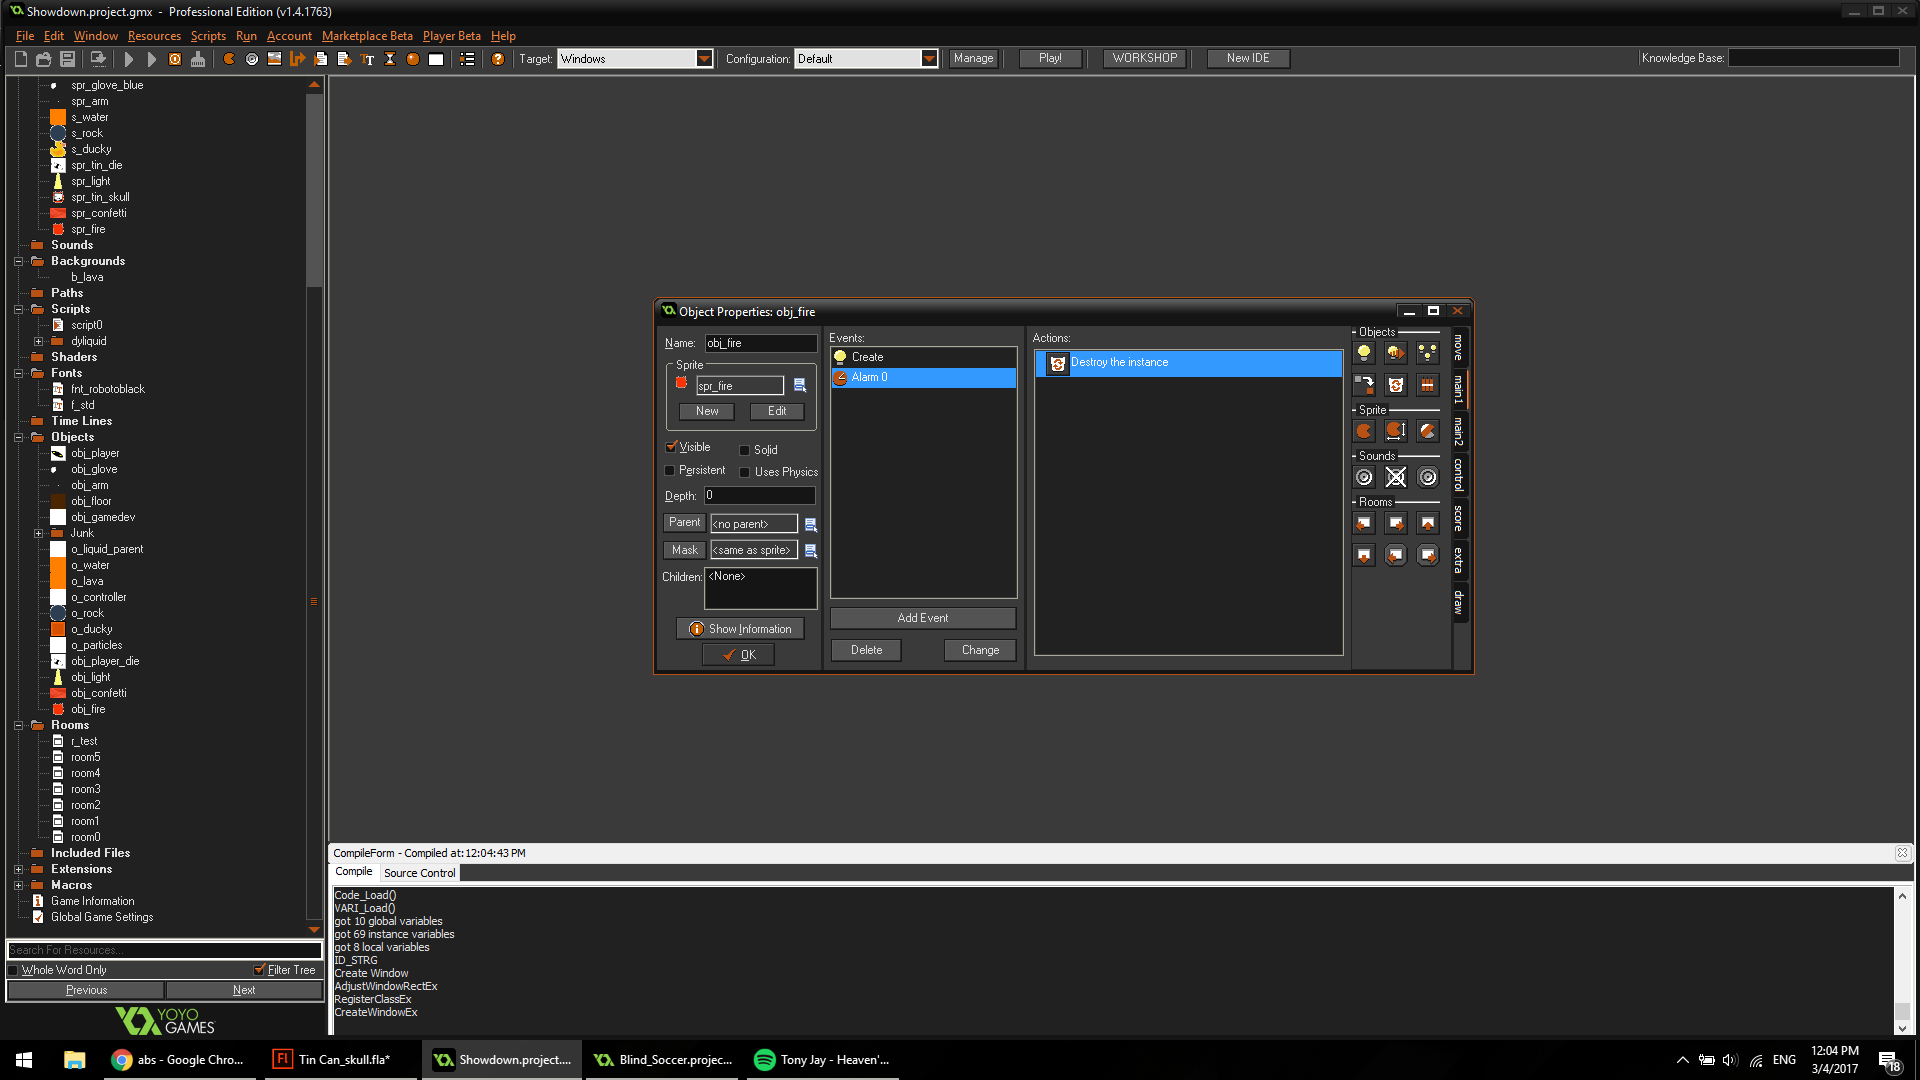 Showdown.project.gmx - Professional Edition (v1.4.1763)
File Edit Window Resources Scripts Run Account Marketplace Beta Player Beta Help
Target: Windows Configuration: Default Manage Play! WORKSHOP New IDE Knowledge Base:
spr_glove_blue
spr_arm
s_water
s_rock
s_ducky
spr_tin_die
spr_light
spr_tin_skull
spr_confetti
spr_fire
Sounds
Backgrounds
b_lava
Paths
Scripts
script0
dyliquid
Shaders
Fonts
fnt_robotoblack
f_std
Time Lines
Objects
obj_player
obj_glove
obj_arm
obj_floor
obj_gamedev
Junk
o_liquid_parent
o_water
o_lava
o_controller
o_rock
o_ducky
o_particles
obj_player_die
obj_light
obj_confetti
obj_fire
Rooms
r_test
room5
room4
room3
room2
room1
room0
Included Files
Extensions
Macros
Game Information
Global Game Settings
Search For Resources...
Whole Word Only Filter Tree
Previous Next
YOYO
GAMES
Object Properties: obj_fire
Name: obj_fire
Sprite
spr_fire
New Edit
Visible Solid
Persistent Uses Physics
Depth: 0
Parent <no parent>
Mask <same as sprite>
Children: <None>
Show Information
OK
Events:
Create
Alarm 0
Add Event
Delete Change
Actions:
Destroy the instance
Objects
Sprite
Sounds
Rooms
move
main1
main2
control
score
extra
draw
CompileForm - Compiled at:12:04:43 PM
Compile Source Control
Code_Load()
VARI_Load()
got 10 global variables
got 69 instance variables
got 8 local variables
ID_STRG
Create Window
AdjustWindowRectEx
RegisterClassEx
CreateWindowEx
abs - Google Chro...
Fl Tin Can_skull.fla*
Showdown.project....
Blind_Soccer.projec...
Tony Jay - Heaven'...
ENG
12:04 PM
3/4/2017
18